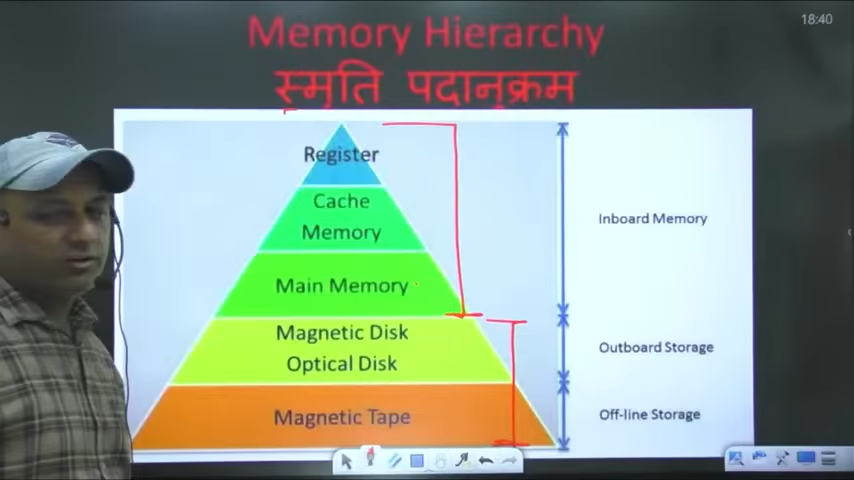 18:40
Memory Hierarchy
स्मृति पदानुक्रम
Register
Cache
Memory
Main Memory
Magnetic Disk
Optical Disk
Magnetic Tape
Inboard Memory
Outboard Storage
Off-line Storage